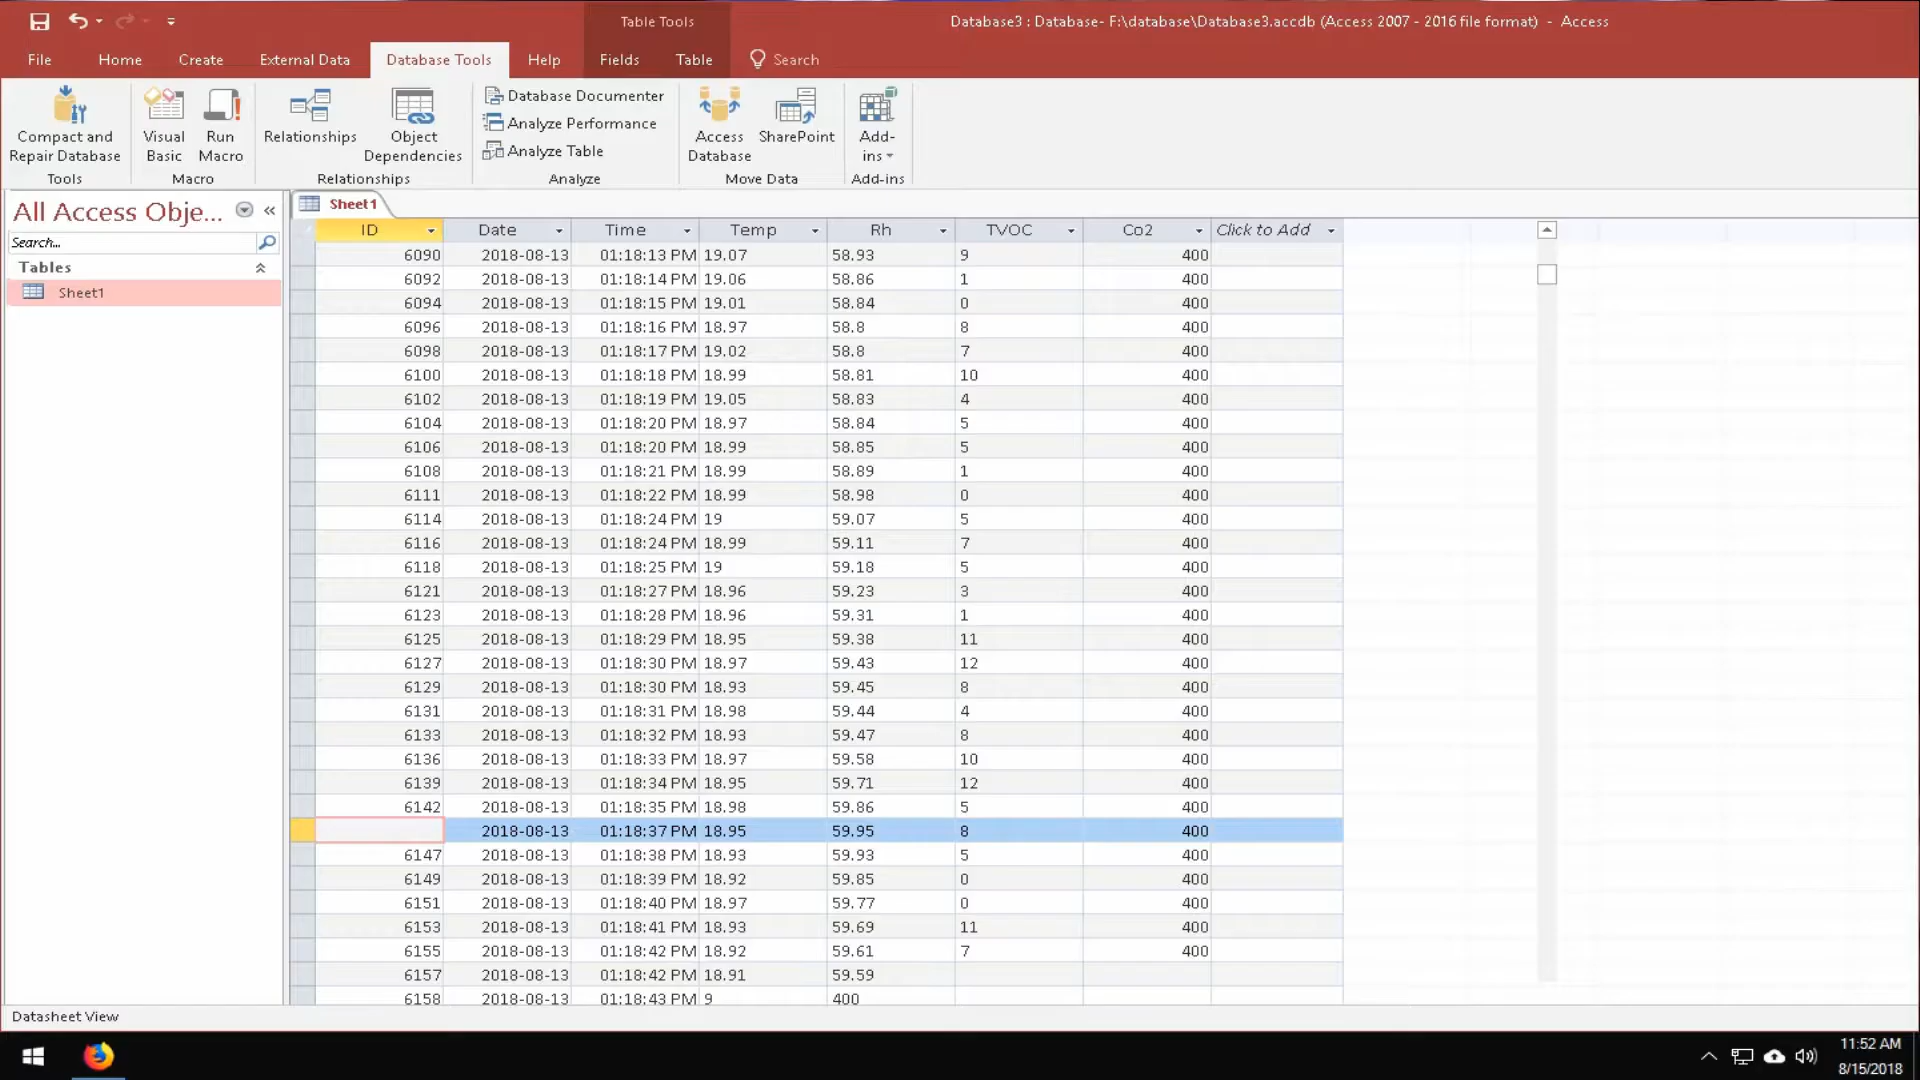 Table Tools
Database3 : Database- F:\database\Database3.accdb (Access 2007 - 2016 file format) - Access
File Home Create External Data Database Tools Help Fields Table Search
Compact and Repair Database
Visual Basic
Run Macro
Relationships
Object Dependencies
Database Documenter
Analyze Performance
Analyze Table
Access Database
SharePoint
Add-ins
Tools Macro Relationships Analyze Move Data Add-ins
All Access Obje...
Search...
Tables
Sheet1
Sheet1
ID Date Time Temp Rh TVOC Co2 Click to Add
6090 2018-08-13 01:18:13 PM 19.07 58.93 9 400
6092 2018-08-13 01:18:14 PM 19.06 58.86 1 400
6094 2018-08-13 01:18:15 PM 19.01 58.84 0 400
6096 2018-08-13 01:18:16 PM 18.97 58.8 8 400
6098 2018-08-13 01:18:17 PM 19.02 58.8 7 400
6100 2018-08-13 01:18:18 PM 18.99 58.81 10 400
6102 2018-08-13 01:18:19 PM 19.05 58.83 4 400
6104 2018-08-13 01:18:20 PM 18.97 58.84 5 400
6106 2018-08-13 01:18:20 PM 18.99 58.85 5 400
6108 2018-08-13 01:18:21 PM 18.99 58.89 1 400
6111 2018-08-13 01:18:22 PM 18.99 58.98 0 400
6114 2018-08-13 01:18:24 PM 19 59.07 5 400
6116 2018-08-13 01:18:24 PM 18.99 59.11 7 400
6118 2018-08-13 01:18:25 PM 19 59.18 5 400
6121 2018-08-13 01:18:27 PM 18.96 59.23 3 400
6123 2018-08-13 01:18:28 PM 18.96 59.31 1 400
6125 2018-08-13 01:18:29 PM 18.95 59.38 11 400
6127 2018-08-13 01:18:30 PM 18.97 59.43 12 400
6129 2018-08-13 01:18:30 PM 18.93 59.45 8 400
6131 2018-08-13 01:18:31 PM 18.98 59.44 4 400
6133 2018-08-13 01:18:32 PM 18.93 59.47 8 400
6136 2018-08-13 01:18:33 PM 18.97 59.58 10 400
6139 2018-08-13 01:18:34 PM 18.95 59.71 12 400
6142 2018-08-13 01:18:35 PM 18.98 59.86 5 400
2018-08-13 01:18:37 PM 18.95 59.95 8 400
6147 2018-08-13 01:18:38 PM 18.93 59.93 5 400
6149 2018-08-13 01:18:39 PM 18.92 59.85 0 400
6151 2018-08-13 01:18:40 PM 18.97 59.77 0 400
6153 2018-08-13 01:18:41 PM 18.93 59.69 11 400
6155 2018-08-13 01:18:42 PM 18.92 59.61 7 400
6157 2018-08-13 01:18:42 PM 18.91 59.59
6158 2018-08-13 01:18:43 PM 9 400
Datasheet View
11:52 AM
8/15/2018